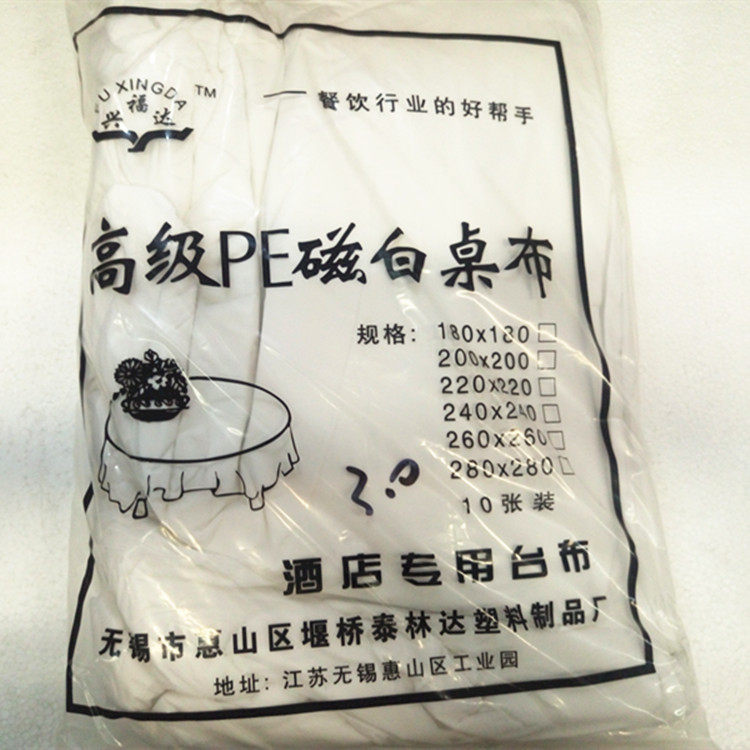 FU XINGDA TM
兴福达
——餐饮行业的好帮手
高级PE磁白桌布
规格：180x180□
200x200□
220x220□
240x240□
260x260□
280x280□
3.0
10张装
酒店专用台布
无锡市惠山区堰桥泰林达塑料制品厂
地址：江苏无锡惠山区工业园